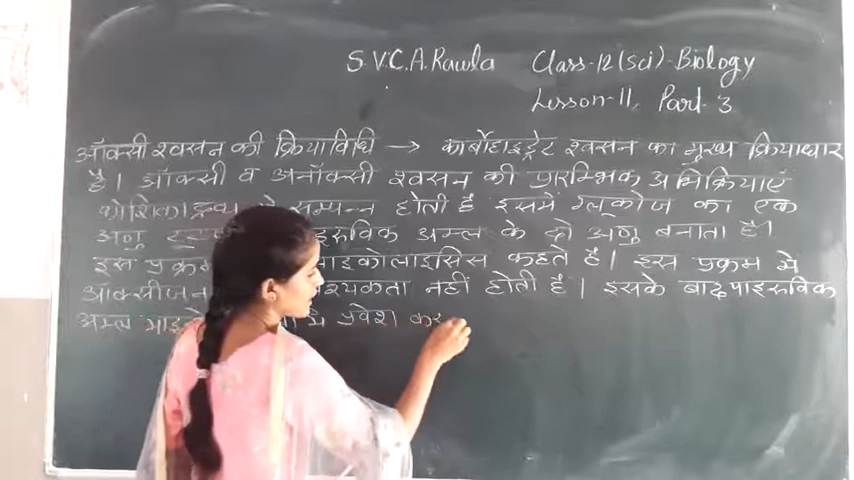 S.V.C.A. Rawla Class-12 (Sci)-Biology
Lesson-11, Part-3
ऑक्सी श्वसन की क्रियाविधि → कार्बोहाइड्रेट श्वसन का मुख्य क्रियाधार
है। ऑक्सी व अनॉक्सी श्वसन की प्रारम्भिक अभिक्रियाएं
कोशिका द्रव्य सम्पन्न होती है इसमें ग्लूकोज का एक
अणु इरुविक अम्ल के दो अणु बनाता है।
इस प्रक्रम ाइकोलाइसिस कहते है। इस प्रक्रम मे
ऑक्सीजन श्यकता नहीं होती है। इसके बाद पाइरुविक
अम्ल माइटो मे प्रवेश कर